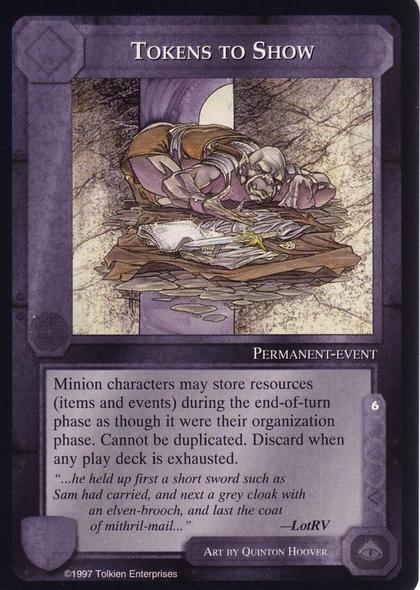 TOKENS TO SHOW
PERMANENT-EVENT
Minion characters may store resources
(items and events) during the end-of-turn
phase as though it were their organization
phase. Cannot be duplicated. Discard when
any play deck is exhausted.
6
“...he held up first a short sword such as
Sam had carried, and next a grey cloak with
an elven-brooch, and last the coat
of mithril-mail...” —LotRV
ART BY QUINTON HOOVER
©1997 Tolkien Enterprises